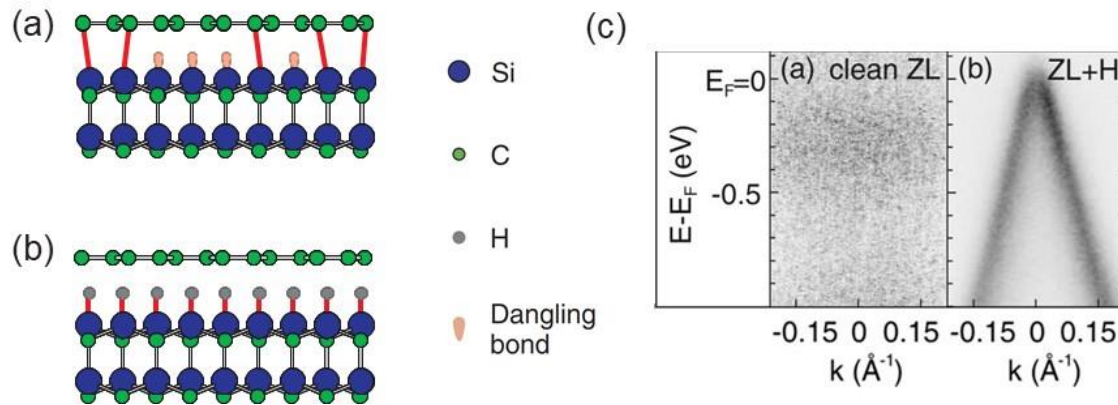 (a)
Si
C
H
Dangling
bond
(b)
(c)
(a) clean ZL
(b) ZL+H
E_F=0
-0.5
E-E_F (eV)
-0.15 0 0.15
k (Å⁻¹)
-0.15 0 0.15
k (Å⁻¹)